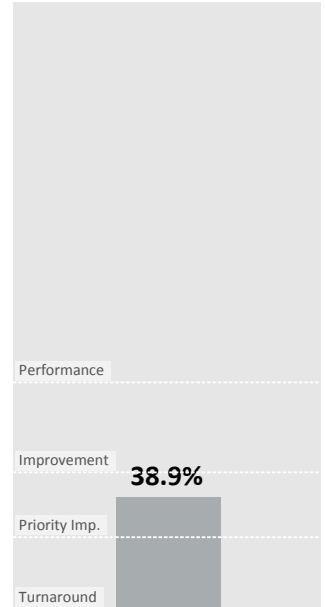 Performance
Improvement
38.9%
Priority Imp.
Turnaround